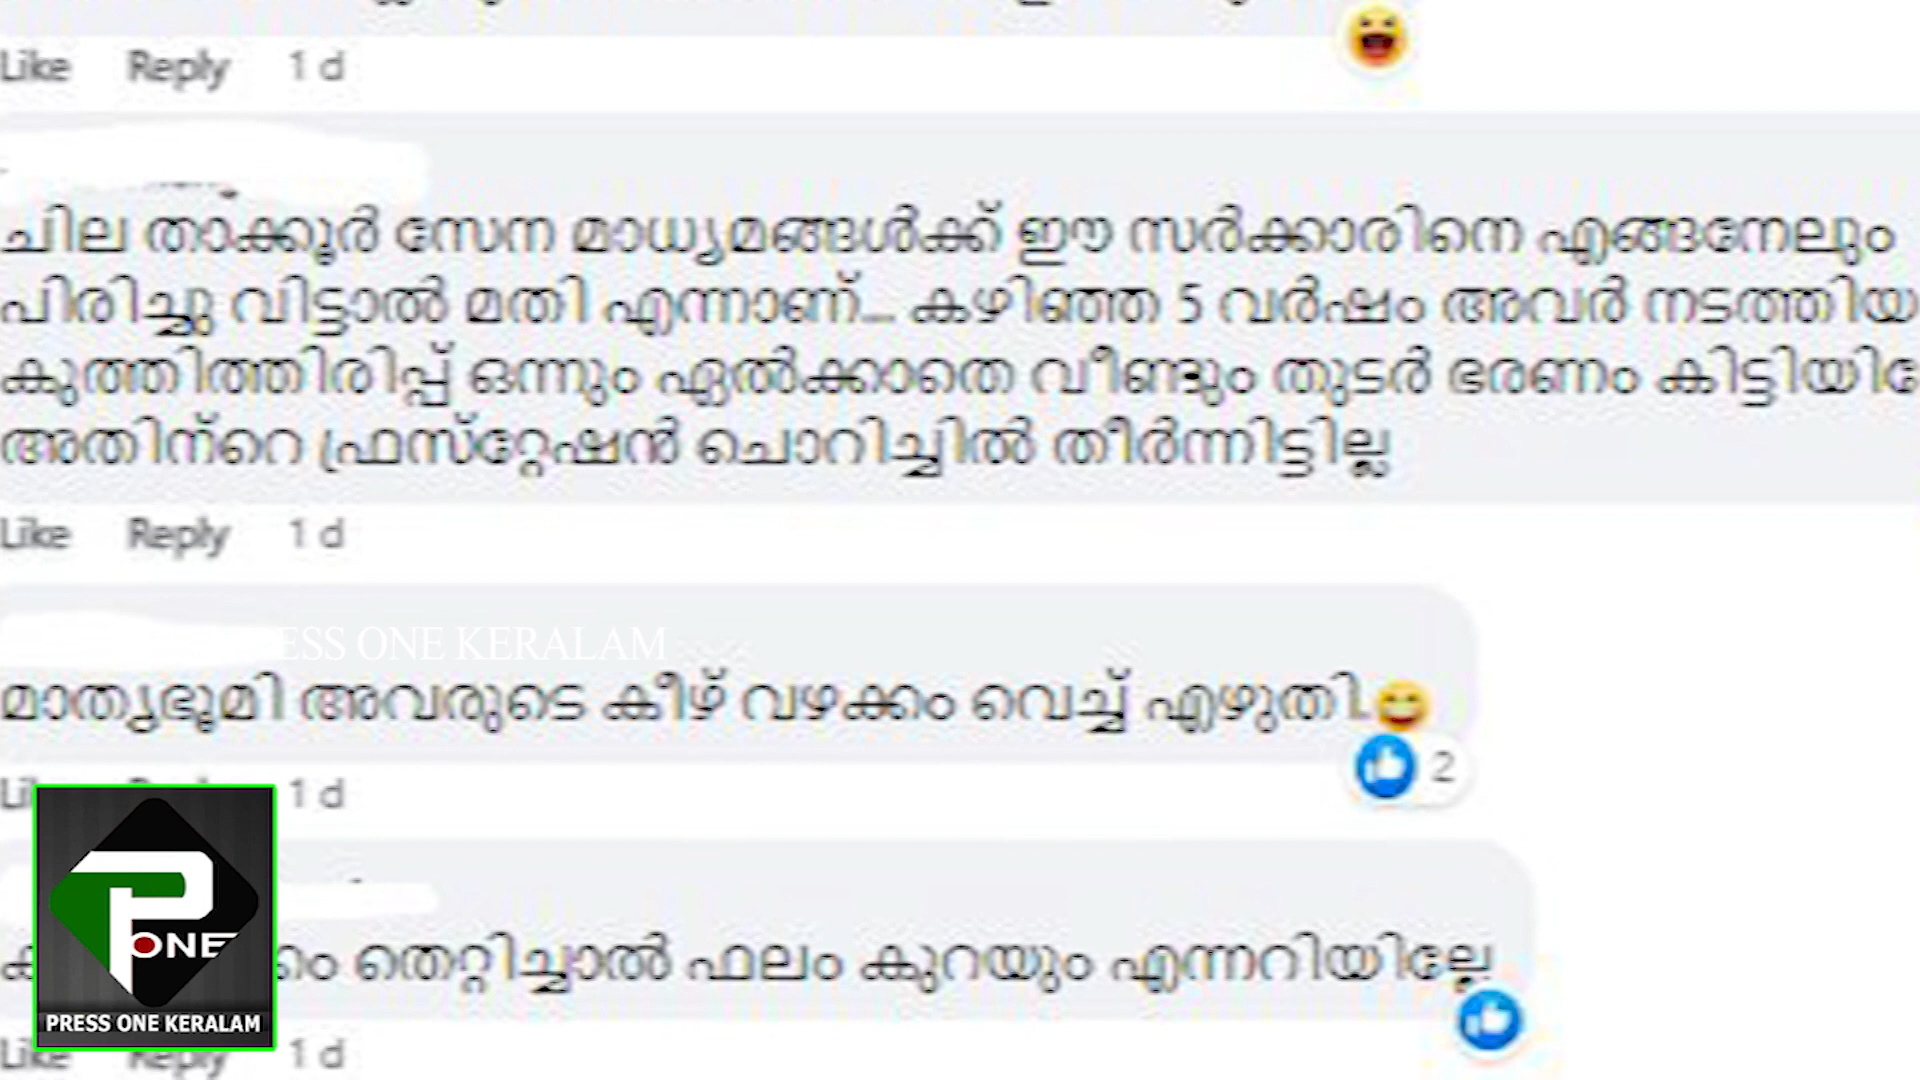 Like Reply 1 d
ചില താക്കൂർ സേന മാധ്യമങ്ങൾക്ക് ഈ സർക്കാരിനെ എങ്ങനേലും
പിരിച്ചു വിട്ടാൽ മതി എന്നാണ്... കഴിഞ്ഞ 5 വർഷം അവർ നടത്തിയ
കുത്തിത്തിരിപ്പ് ഒന്നും ഏൽക്കാതെ വീണ്ടും തുടർ ഭരണം കിട്ടിയി
അതിന്റെ ഫ്രസ്റ്റേഷൻ ചൊറിച്ചിൽ തീർന്നിട്ടില്ല
Like Reply 1 d
ESS ONE KERALAM
മാതൃഭൂമി അവരുടെ കീഴ് വഴക്കം വെച്ച് എഴുതി.😄
2
1 d
തെറ്റിച്ചാൽ ഫലം കുറയും എന്നറിയില്ലേ
P ONE
PRESS ONE KERALAM
Like Reply 1 d